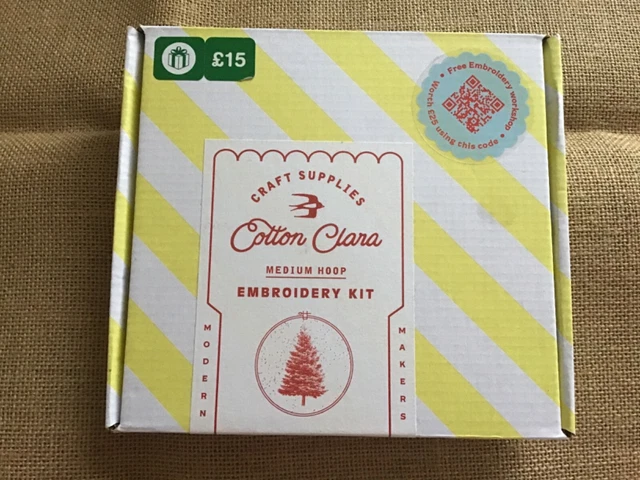 £15
Free Embroidery workshop
Worth £25 using this code
CRAFT SUPPLIES
Cotton Clara
MEDIUM HOOP
EMBROIDERY KIT
MODERN
MAKERS